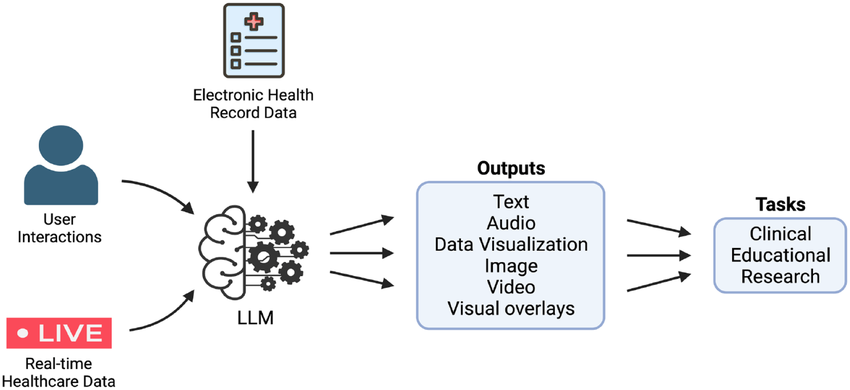 Electronic Health
Record Data
User
Interactions
LIVE
Real-time
Healthcare Data
LLM
Outputs
Text
Audio
Data Visualization
Image
Video
Visual overlays
Tasks
Clinical
Educational
Research